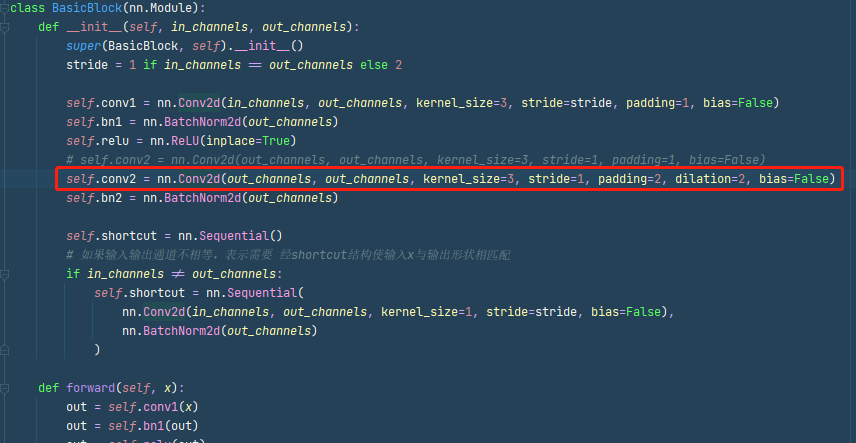 class BasicBlock(nn.Module):
def __init__(self, in_channels, out_channels):
super(BasicBlock, self).__init__()
stride = 1 if in_channels == out_channels else 2
self.conv1 = nn.Conv2d(in_channels, out_channels, kernel_size=3, stride=stride, padding=1, bias=False)
self.bn1 = nn.BatchNorm2d(out_channels)
self.relu = nn.ReLU(inplace=True)
# self.conv2 = nn.Conv2d(out_channels, out_channels, kernel_size=3, stride=1, padding=1, bias=False)
self.conv2 = nn.Conv2d(out_channels, out_channels, kernel_size=3, stride=1, padding=2, dilation=2, bias=False)
self.bn2 = nn.BatchNorm2d(out_channels)
self.shortcut = nn.Sequential()
# 如果输入输出通道不相等，表示需要 经shortcut结构使输入x与输出形状相匹配
if in_channels ≠ out_channels:
self.shortcut = nn.Sequential(
nn.Conv2d(in_channels, out_channels, kernel_size=1, stride=stride, bias=False),
nn.BatchNorm2d(out_channels)
)
def forward(self, x):
out = self.conv1(x)
out = self.bn1(out)
out = self.relu(out)